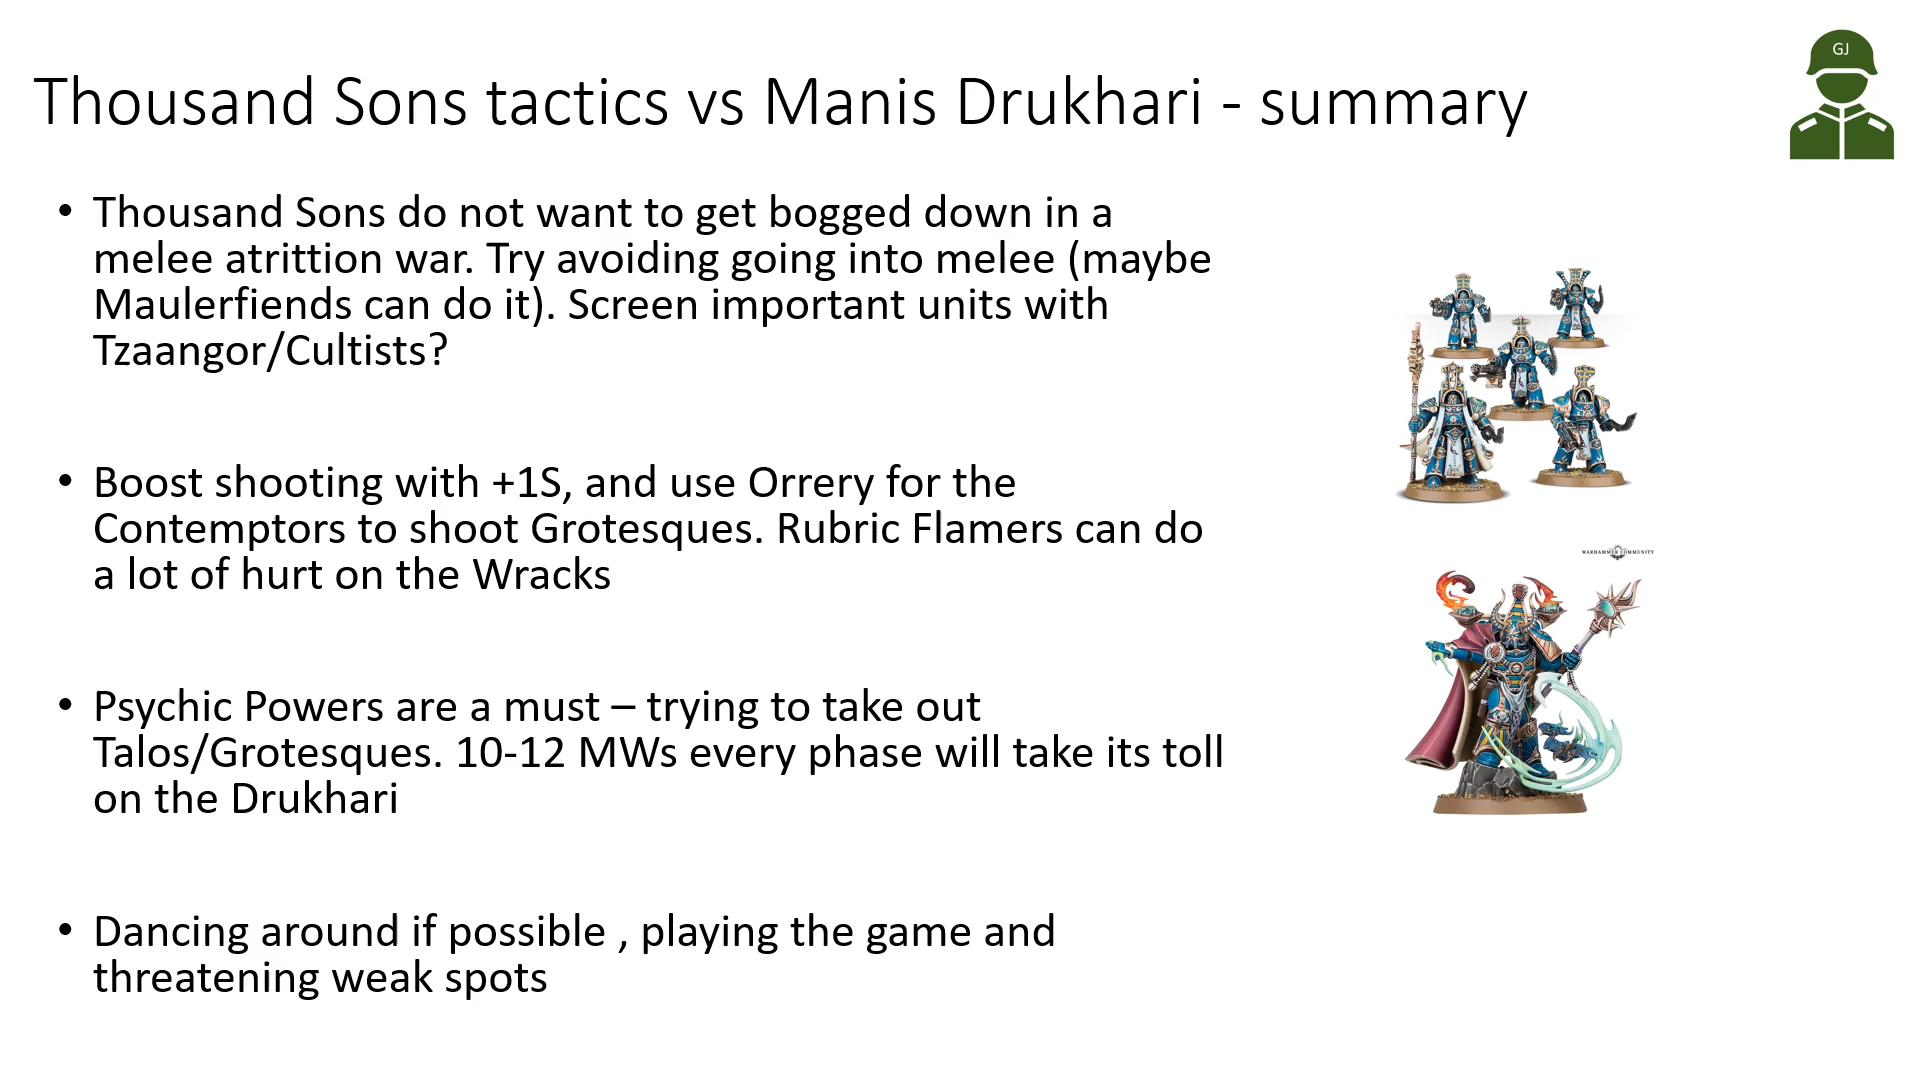 GJ
Thousand Sons tactics vs Manis Drukhari - summary
• Thousand Sons do not want to get bogged down in a
melee atrittion war. Try avoiding going into melee (maybe
Maulerfiends can do it). Screen important units with
Tzaangor/Cultists?
• Boost shooting with +1S, and use Orrery for the
Contemptors to shoot Grotesques. Rubric Flamers can do
a lot of hurt on the Wracks
• Psychic Powers are a must – trying to take out
Talos/Grotesques. 10-12 MWs every phase will take its toll
on the Drukhari
• Dancing around if possible , playing the game and
threatening weak spots
WARHAMMER COMMUNITY